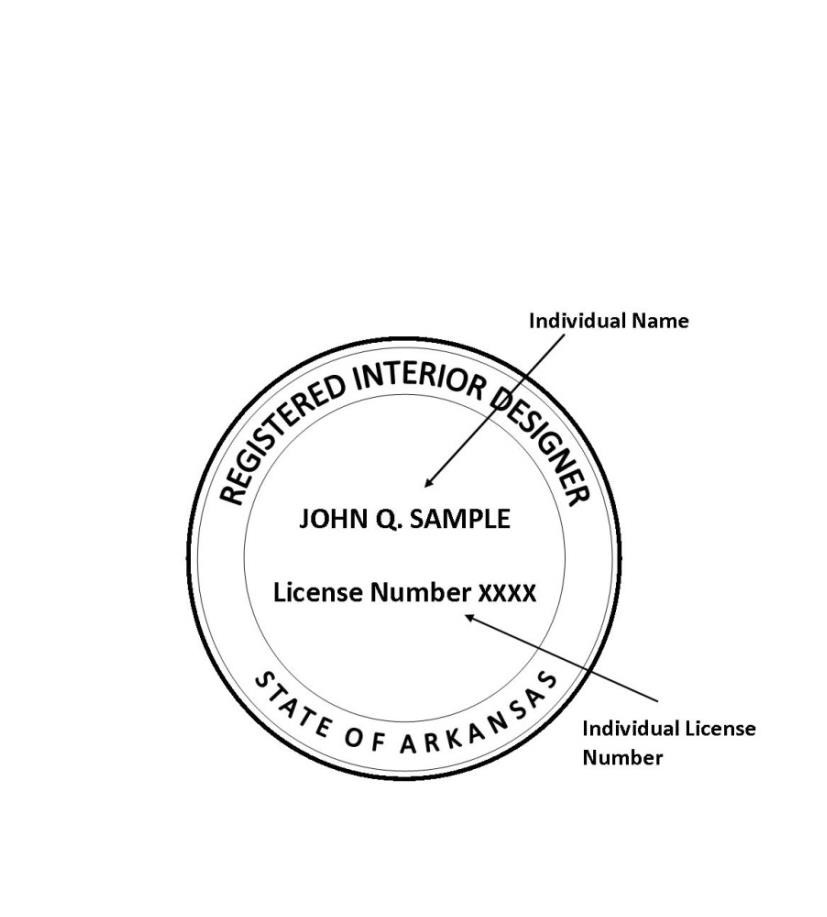 Individual Name
REGISTERED INTERIOR DESIGNER
JOHN Q. SAMPLE
License Number XXXX
STATE OF ARKANSAS
Individual License
Number